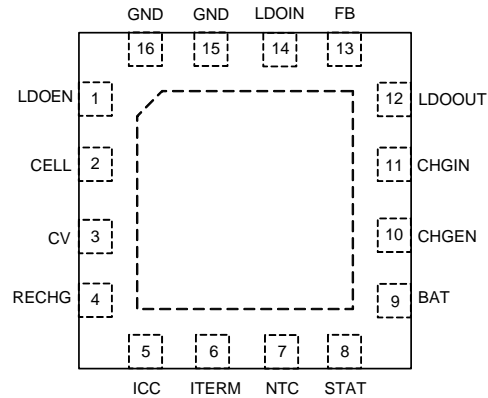 GND GND LDOIN FB
16 15 14 13
LDOEN 1 12 LDOOUT
CELL 2 11 CHGIN
CV 3 10 CHGEN
RECHG 4 9 BAT
5 6 7 8
ICC ITERM NTC STAT